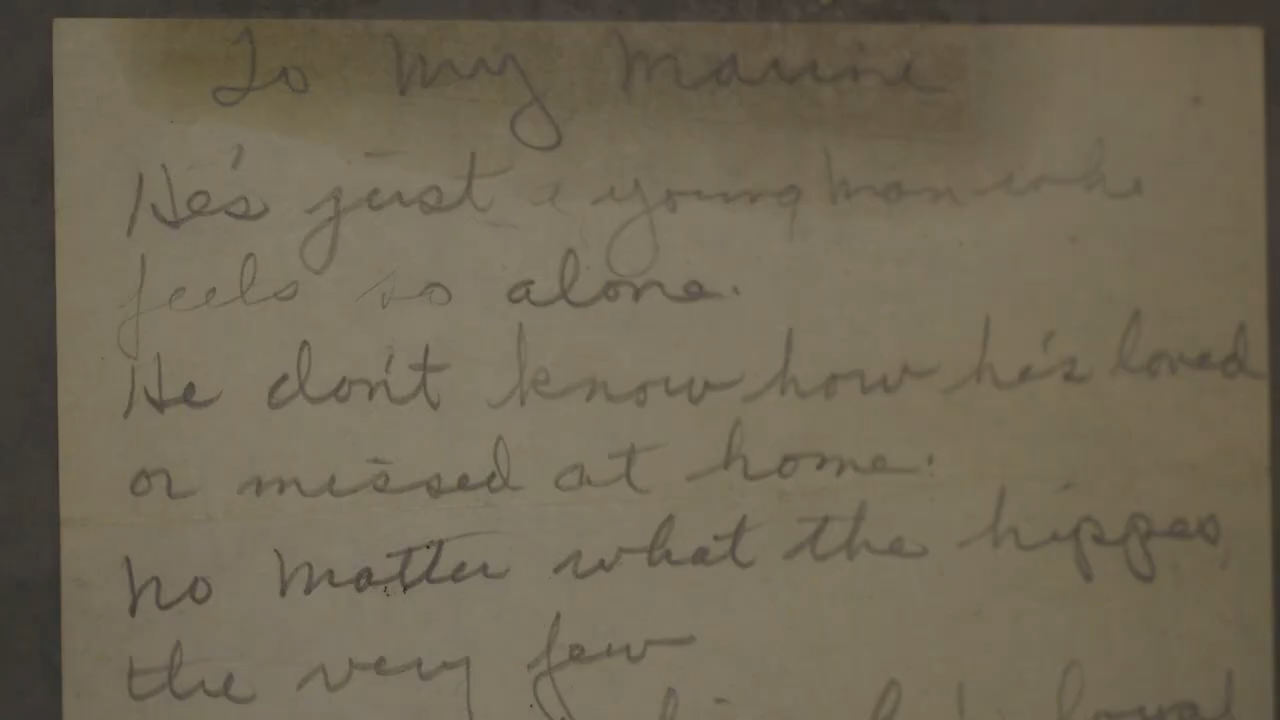 To My Marine
He's just a young man who
feels so alone.
He don't know how he's loved
or missed at home.
No matter what the hippes
the very few